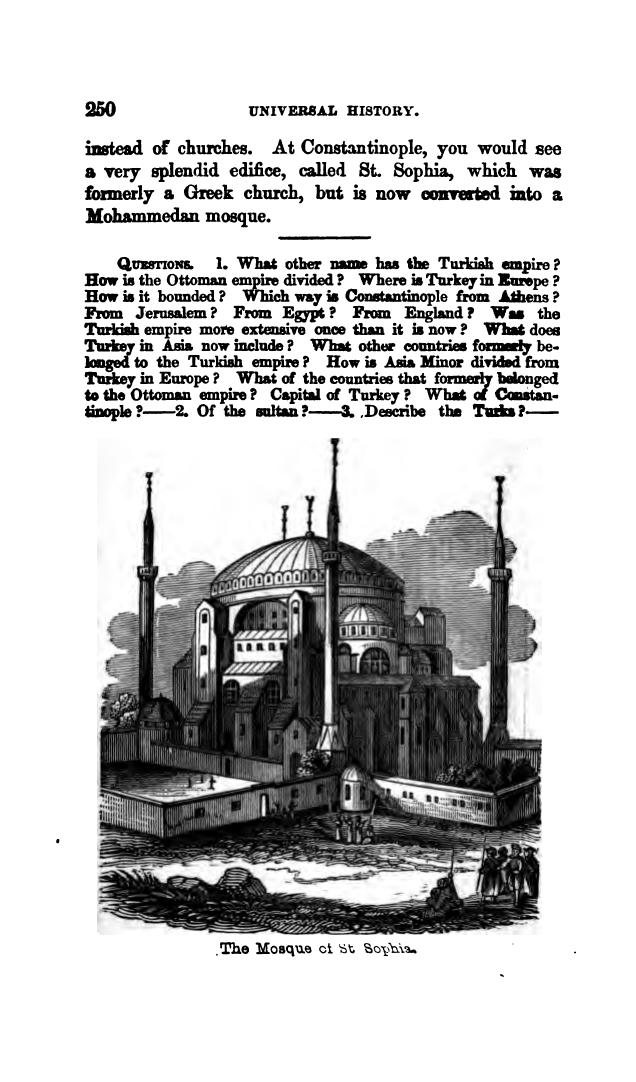 250 UNIVERSAL HISTORY.
instead of churches. At Constantinople, you would see
a very splendid edifice, called St. Sophia, which was
formerly a Greek church, but is now converted into a
Mohammedan mosque.
QUESTIONS. 1. What other name has the Turkish empire?
How is the Ottoman empire divided? Where is Turkey in Europe?
How is it bounded? Which way is Constantinople from Athens?
From Jerusalem? From Egypt? From England? Was the
Turkish empire more extensive once than it is now? What does
Turkey in Asia now include? What other countries formerly be-
longed to the Turkish empire? How is Asia Minor divided from
Turkey in Europe? What of the countries that formerly belonged
to the Ottoman empire? Capital of Turkey? What of Constan-
tinople?——2. Of the sultan?——3. Describe the Turks?——
The Mosque of St Sophia.